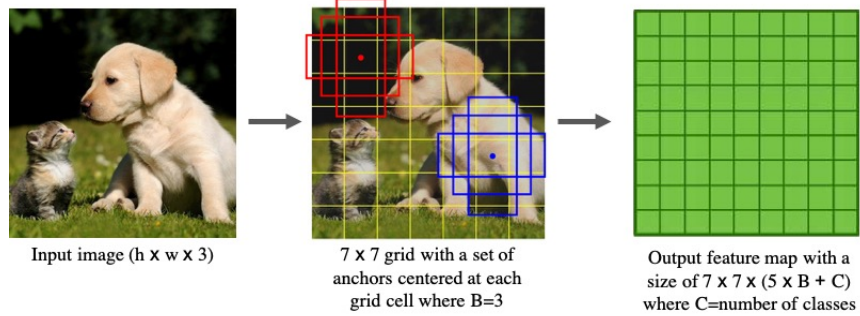 Input image (h x w x 3)
7 x 7 grid with a set of
anchors centered at each
grid cell where B=3
Output feature map with a
size of 7 x 7 x (5 x B + C)
where C=number of classes